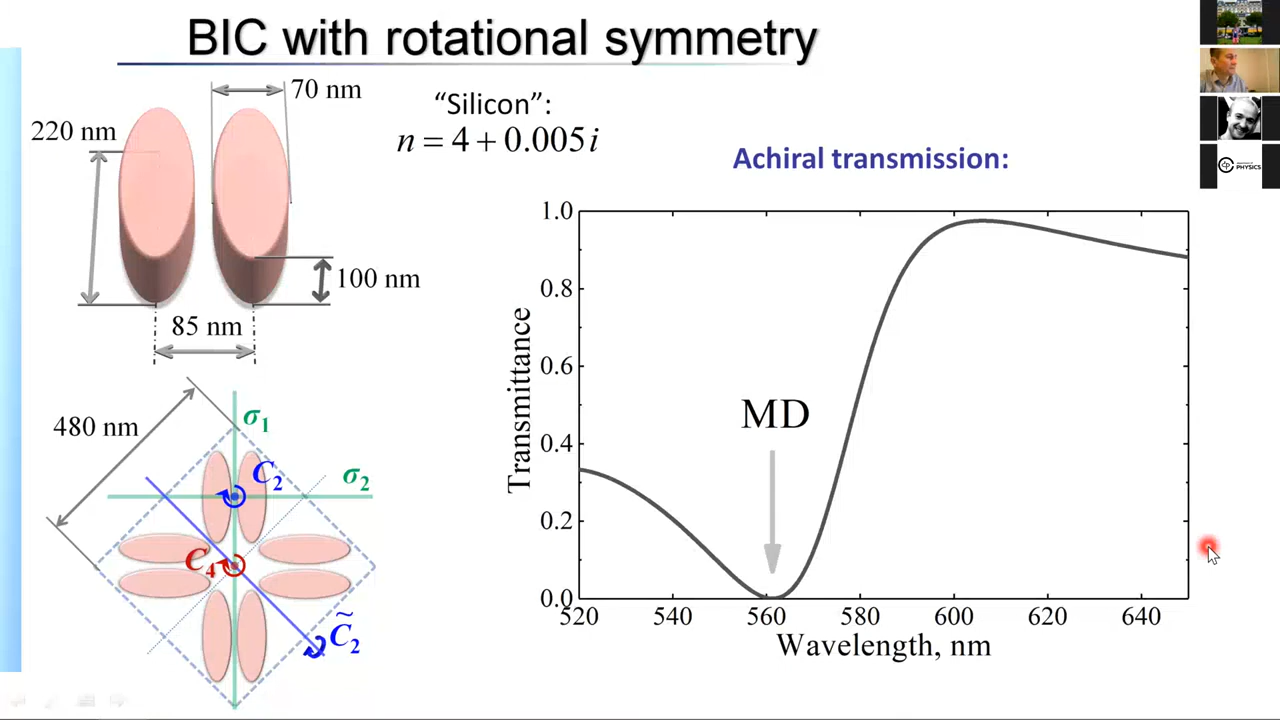 BIC with rotational symmetry
70 nm
220 nm
100 nm
85 nm
“Silicon”:
n = 4 + 0.005i
Achiral transmission:
480 nm
σ1
C2
σ2
C4
C̃2
Transmittance
1.0
0.8
0.6
0.4
0.2
0.0
MD
520 540 560 580 600 620 640
Wavelength, nm
PHYSICS